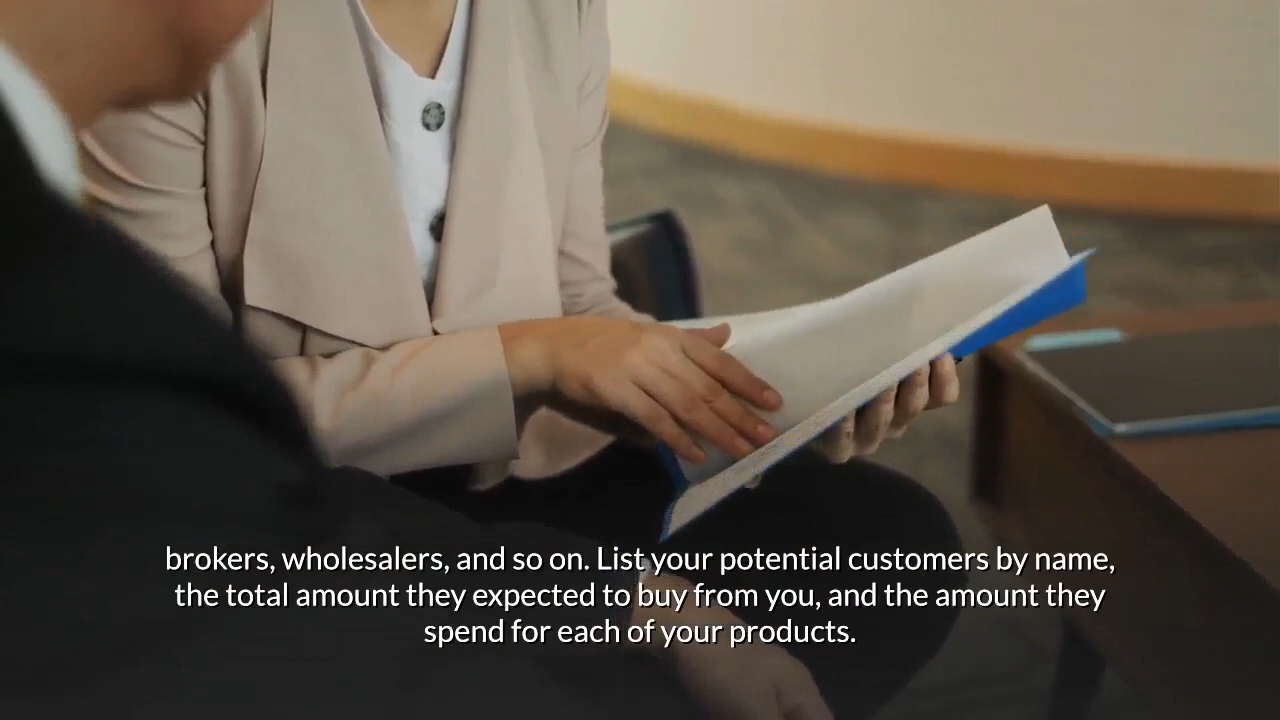 brokers, wholesalers, and so on. List your potential customers by name,
the total amount they expected to buy from you, and the amount they
spend for each of your products.